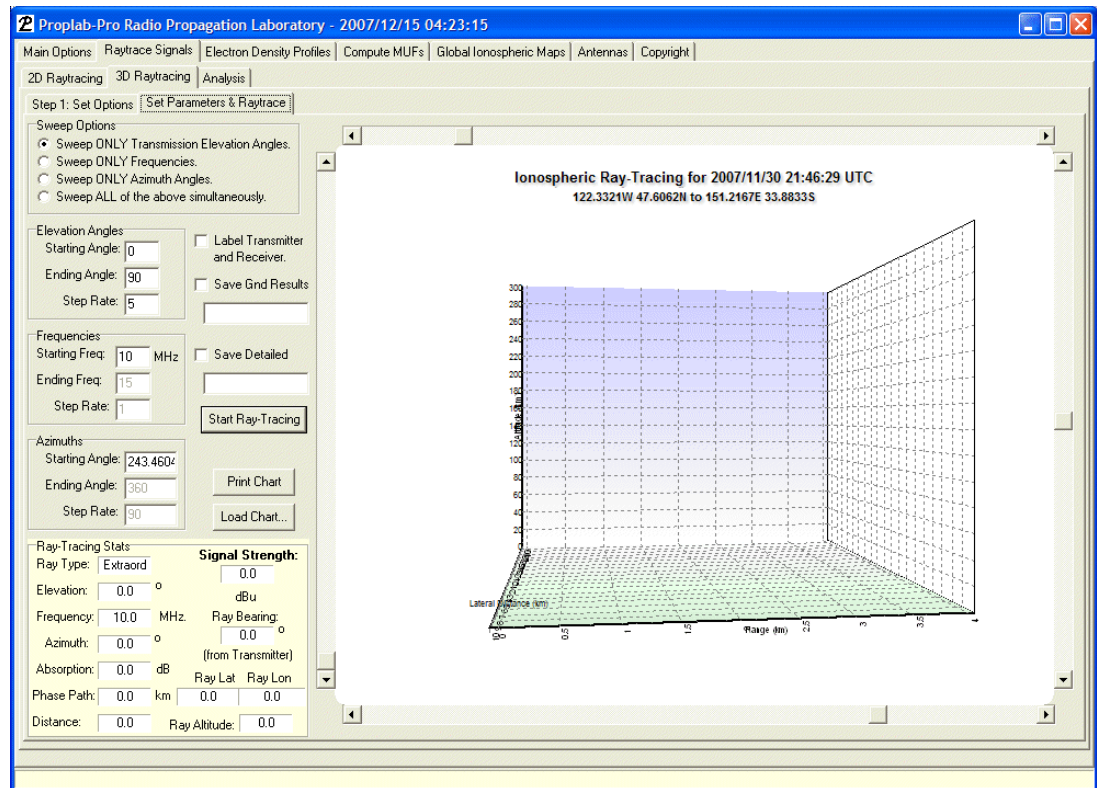 Proplab-Pro Radio Propagation Laboratory - 2007/12/15 04:23:15
Main Options Raytrace Signals Electron Density Profiles Compute MUFs Global Ionospheric Maps Antennas Copyright
2D Raytracing 3D Raytracing Analysis
Step 1: Set Options Set Parameters & Raytrace
Sweep Options
Sweep ONLY Transmission Elevation Angles.
Sweep ONLY Frequencies.
Sweep ONLY Azimuth Angles.
Sweep ALL of the above simultaneously.
Elevation Angles
Starting Angle: 0
Ending Angle: 90
Step Rate: 5
Label Transmitter
and Receiver.
Save Gnd Results
Frequencies
Starting Freq: 10 MHz
Ending Freq: 15
Step Rate: 1
Save Detailed
Start Ray-Tracing
Azimuths
Starting Angle: 243.4604
Ending Angle: 360
Step Rate: 90
Print Chart
Load Chart...
Ray-Tracing Stats
Ray Type: Extraord
Elevation: 0.0 o
Frequency: 10.0 MHz.
Azimuth: 0.0 o
Absorption: 0.0 dB
Phase Path: 0.0 km
Distance: 0.0
Signal Strength:
0.0
dBu
Ray Bearing:
0.0 o
(from Transmitter)
Ray Lat Ray Lon
0.0 0.0
Ray Altitude: 0.0
Ionospheric Ray-Tracing for 2007/11/30 21:46:29 UTC
122.3321W 47.6062N to 151.2167E 33.8833S
300
280
260
240
220
200
180
160
140
120
100
80
60
40
20
0
Lateral Distance (km)
0 0.5 1 1.5 2 2.5 3 3.5 4
Range (km)